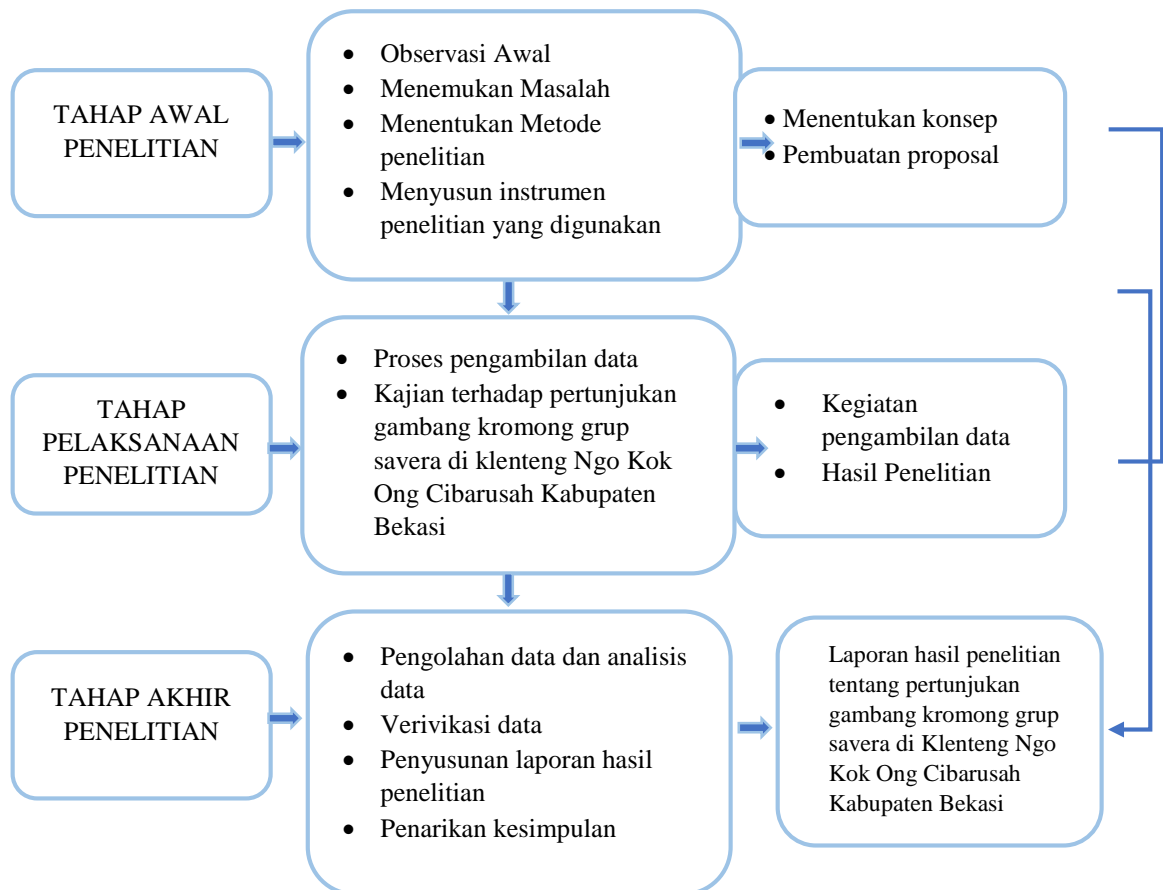 TAHAP AWAL
PENELITIAN
• Observasi Awal
• Menemukan Masalah
• Menentukan Metode
penelitian
• Menyusun instrumen
penelitian yang digunakan
• Menentukan konsep
• Pembuatan proposal
TAHAP
PELAKSANAAN
PENELITIAN
• Proses pengambilan data
• Kajian terhadap pertunjukan
gambang kromong grup
savera di klenteng Ngo Kok
Ong Cibarusah Kabupaten
Bekasi
• Kegiatan
pengambilan data
• Hasil Penelitian
TAHAP AKHIR
PENELITIAN
• Pengolahan data dan analisis
data
• Verivikasi data
• Penyusunan laporan hasil
penelitian
• Penarikan kesimpulan
Laporan hasil penelitian
tentang pertunjukan
gambang kromong grup
savera di Klenteng Ngo
Kok Ong Cibarusah
Kabupaten Bekasi